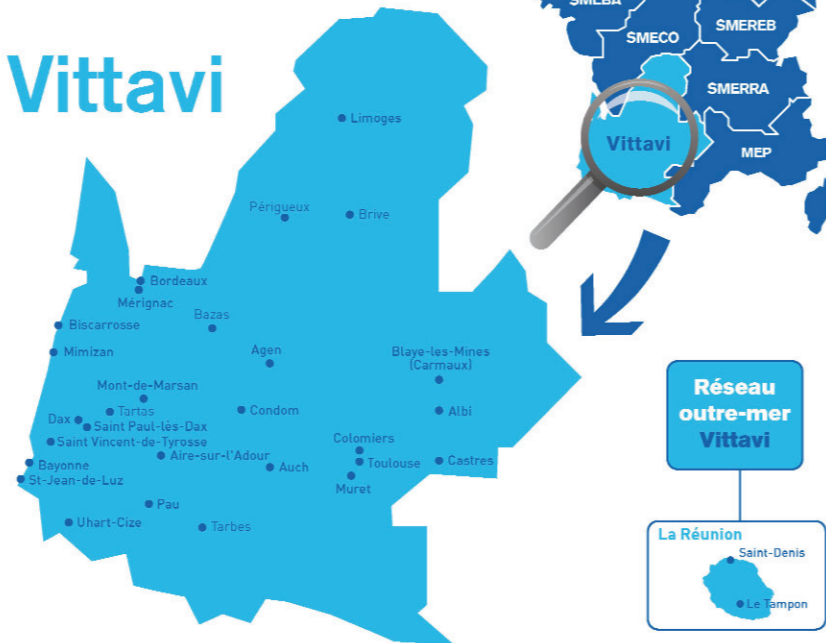 Vittavi
SMEBA
SMECO
SMEREB
SMERRA
Vittavi
MEP
Limoges
Périgueux
Brive
Bordeaux
Mérignac
Bazas
Biscarrosse
Mimizan
Agen
Blaye-les-Mines
(Carmaux)
Mont-de-Marsan
Tartas
Condom
Albi
Dax
Saint Paul-lès-Dax
Saint Vincent-de-Tyrosse
Colomiers
Aire-sur-l'Adour
Auch
Toulouse
Castres
Bayonne
St-Jean-de-Luz
Muret
Pau
Uhart-Cize
Tarbes
Réseau
outre-mer
Vittavi
La Réunion
Saint-Denis
Le Tampon